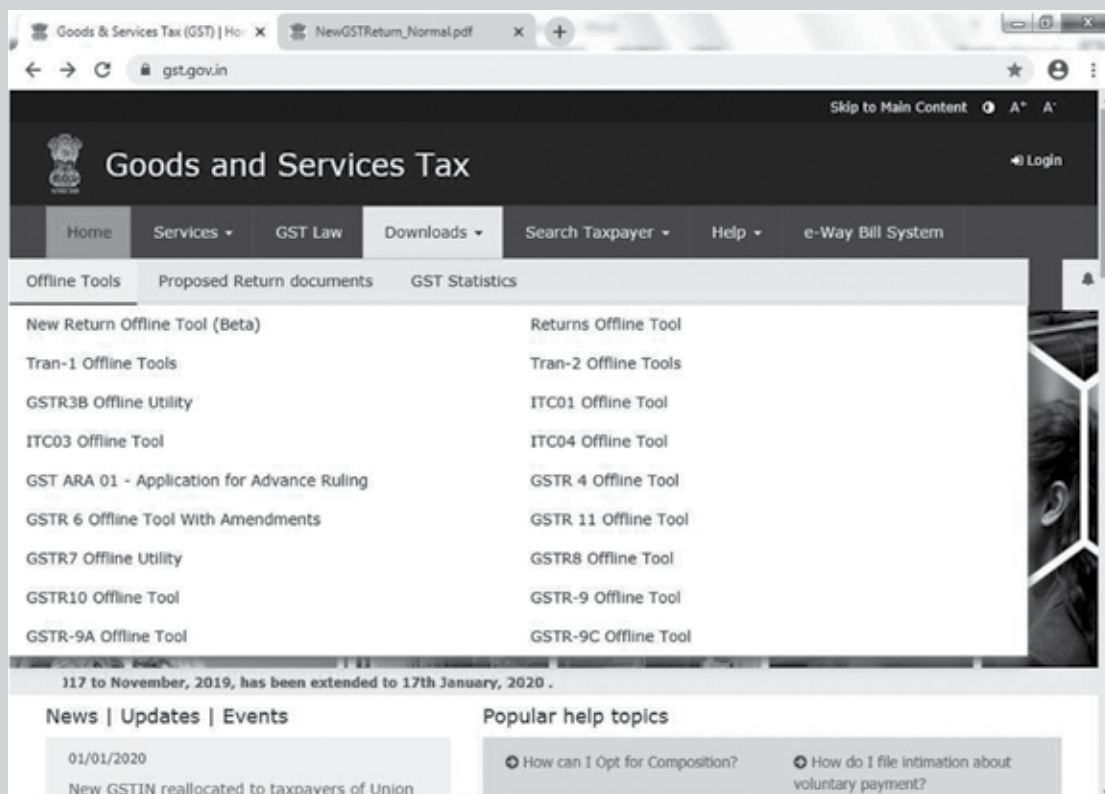 Goods & Services Tax (GST) | Ho
NewGSTReturn_Normal.pdf
gst.gov.in
Skip to Main Content A+ A-
Goods and Services Tax
Login
Home Services GST Law Downloads Search Taxpayer Help e-Way Bill System
Offline Tools Proposed Return documents GST Statistics
New Return Offline Tool (Beta) Returns Offline Tool
Tran-1 Offline Tools Tran-2 Offline Tools
GSTR3B Offline Utility ITC01 Offline Tool
ITC03 Offline Tool ITC04 Offline Tool
GST ARA 01 - Application for Advance Ruling GSTR 4 Offline Tool
GSTR 6 Offline Tool With Amendments GSTR 11 Offline Tool
GSTR7 Offline Utility GSTR8 Offline Tool
GSTR10 Offline Tool GSTR-9 Offline Tool
GSTR-9A Offline Tool GSTR-9C Offline Tool
017 to November, 2019, has been extended to 17th January, 2020 .
News | Updates | Events
01/01/2020
New GSTIN reallocated to taxpayers of Union
Popular help topics
How can I Opt for Composition?
How do I file intimation about
voluntary payment?